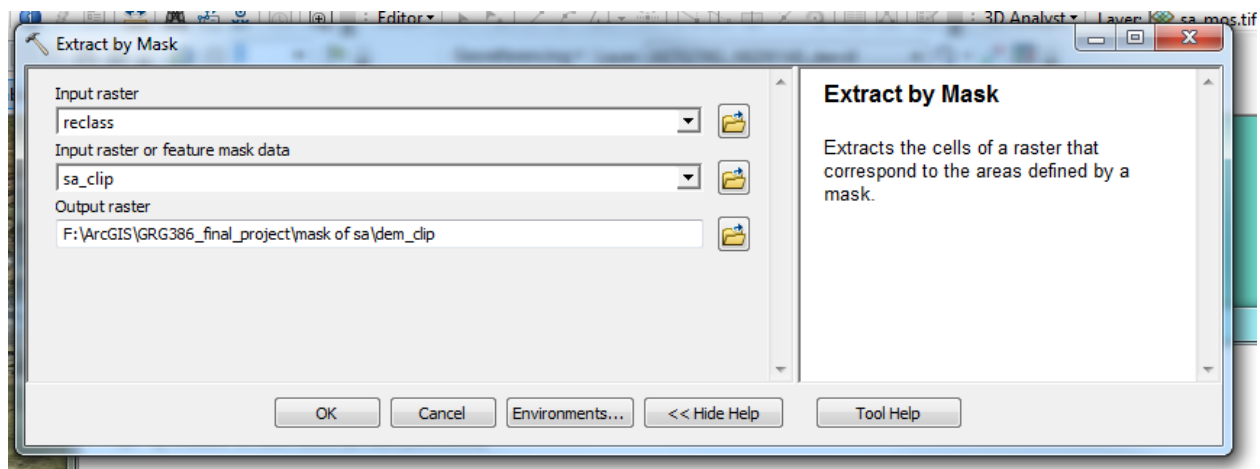 Editor
3D Analyst
Layer:
sa_mos.tif
Extract by Mask
Input raster
reclass
Input raster or feature mask data
sa_clip
Output raster
F:\ArcGIS\GRG386_final_project\mask of sa\dem_clip
Extract by Mask
Extracts the cells of a raster that
correspond to the areas defined by a
mask.
OK
Cancel
Environments...
<< Hide Help
Tool Help